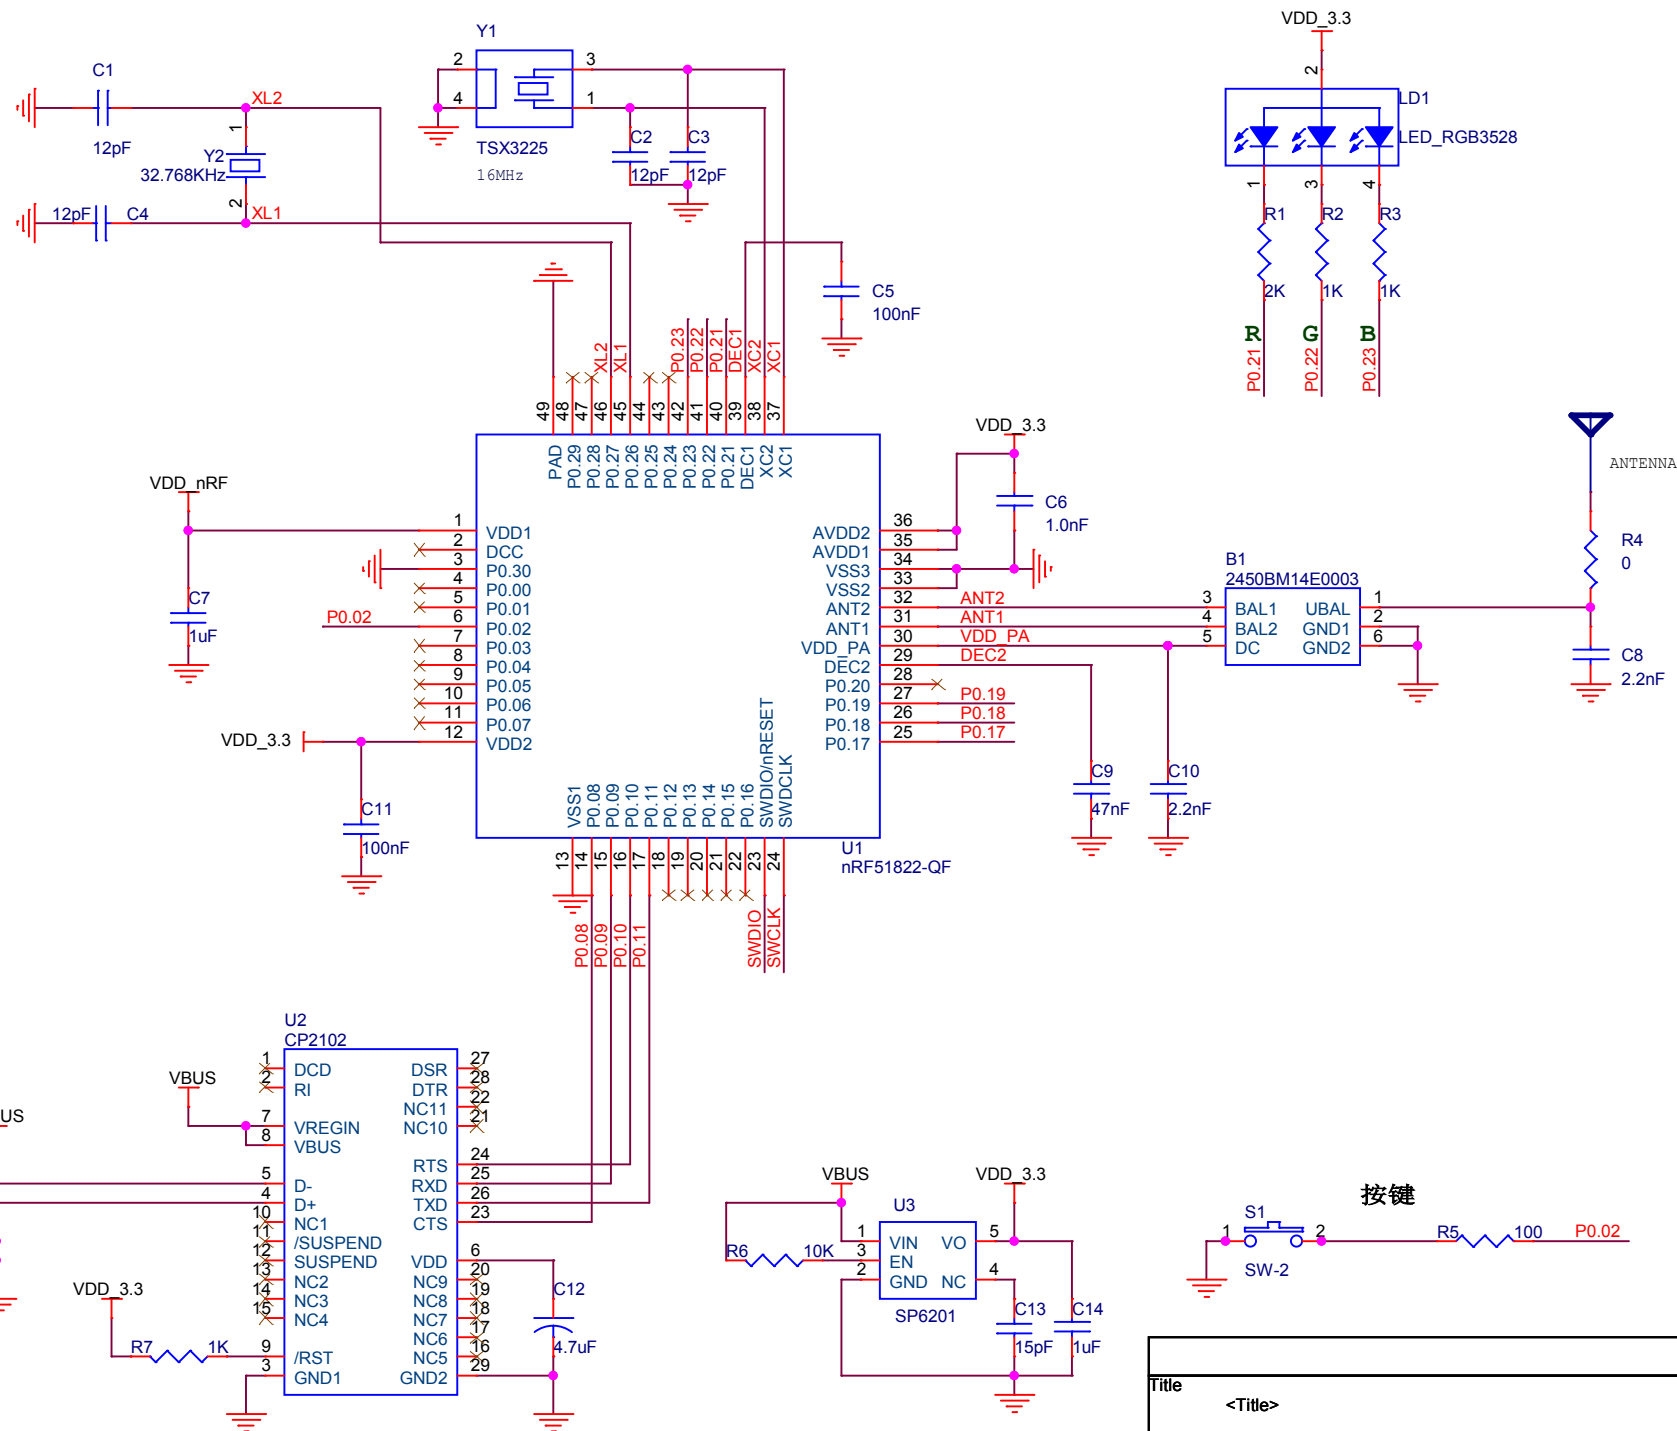 Y1
2
4
3
1
TSX3225
16MHz
C1
12pF
XL2
1
Y2
32.768KHz
2
12pF
C4
XL1
C2
12pF
C3
12pF
C5
100nF
VDD_3.3
2
LD1
LED_RGB3528
1
3
4
R1
R2
R3
2K
1K
1K
R
G
B
P0.21
P0.22
P0.23
XL2
XL1
P0.23
P0.22
P0.21
DEC1
XC2
XC1
49
48
47
46
45
44
43
42
41
40
39
38
37
PAD
P0.29
P0.28
P0.27
P0.26
P0.25
P0.24
P0.23
P0.22
P0.21
DEC1
XC2
XC1
VDD_nRF
C7
1uF
P0.02
VDD_3.3
C11
100nF
1 VDD1
2 DCC
3 P0.30
4 P0.00
5 P0.01
6 P0.02
7 P0.03
8 P0.04
9 P0.05
10 P0.06
11 P0.07
12 VDD2
AVDD2 36
AVDD1 35
VSS3 34
VSS2 33
ANT2 32 ANT2
ANT1 31 ANT1
VDD_PA 30 VDD_PA
DEC2 29 DEC2
P0.20 28
P0.19 27 P0.19
P0.18 26 P0.18
P0.17 25 P0.17
VDD_3.3
C6
1.0nF
B1
2450BM14E0003
3 BAL1 UBAL 1
4 BAL2 GND1 2
5 DC GND2 6
ANTENNA
R4
0
C8
2.2nF
C9
47nF
C10
2.2nF
VSS1
P0.08
P0.09
P0.10
P0.11
P0.12
P0.13
P0.14
P0.15
P0.16
SWDIO/nRESET
SWDCLK
13
14
15
16
17
18
19
20
21
22
23
24
U1
nRF51822-QF
P0.08
P0.09
P0.10
P0.11
SWDIO
SWCLK
U2
CP2102
VBUS
US
1 DCD
2 RI
7 VREGIN
8 VBUS
5 D-
4 D+
10 NC1
11 /SUSPEND
12 SUSPEND
13 NC2
14 NC3
15 NC4
9 /RST
3 GND1
DSR 27
DTR 28
NC11 22
NC10 21
RTS 24
RXD 25
TXD 26
CTS 23
VDD 6
NC9 20
NC8 19
NC7 18
NC6 17
NC5 16
GND2 29
VDD_3.3
R7
1K
C12
4.7uF
VBUS
VDD_3.3
U3
R6
10K
1 VIN VO 5
3 EN
2 GND NC 4
SP6201
C13
15pF
C14
1uF
按键
S1
1
2
SW-2
R5
100
P0.02
Title
<Title>